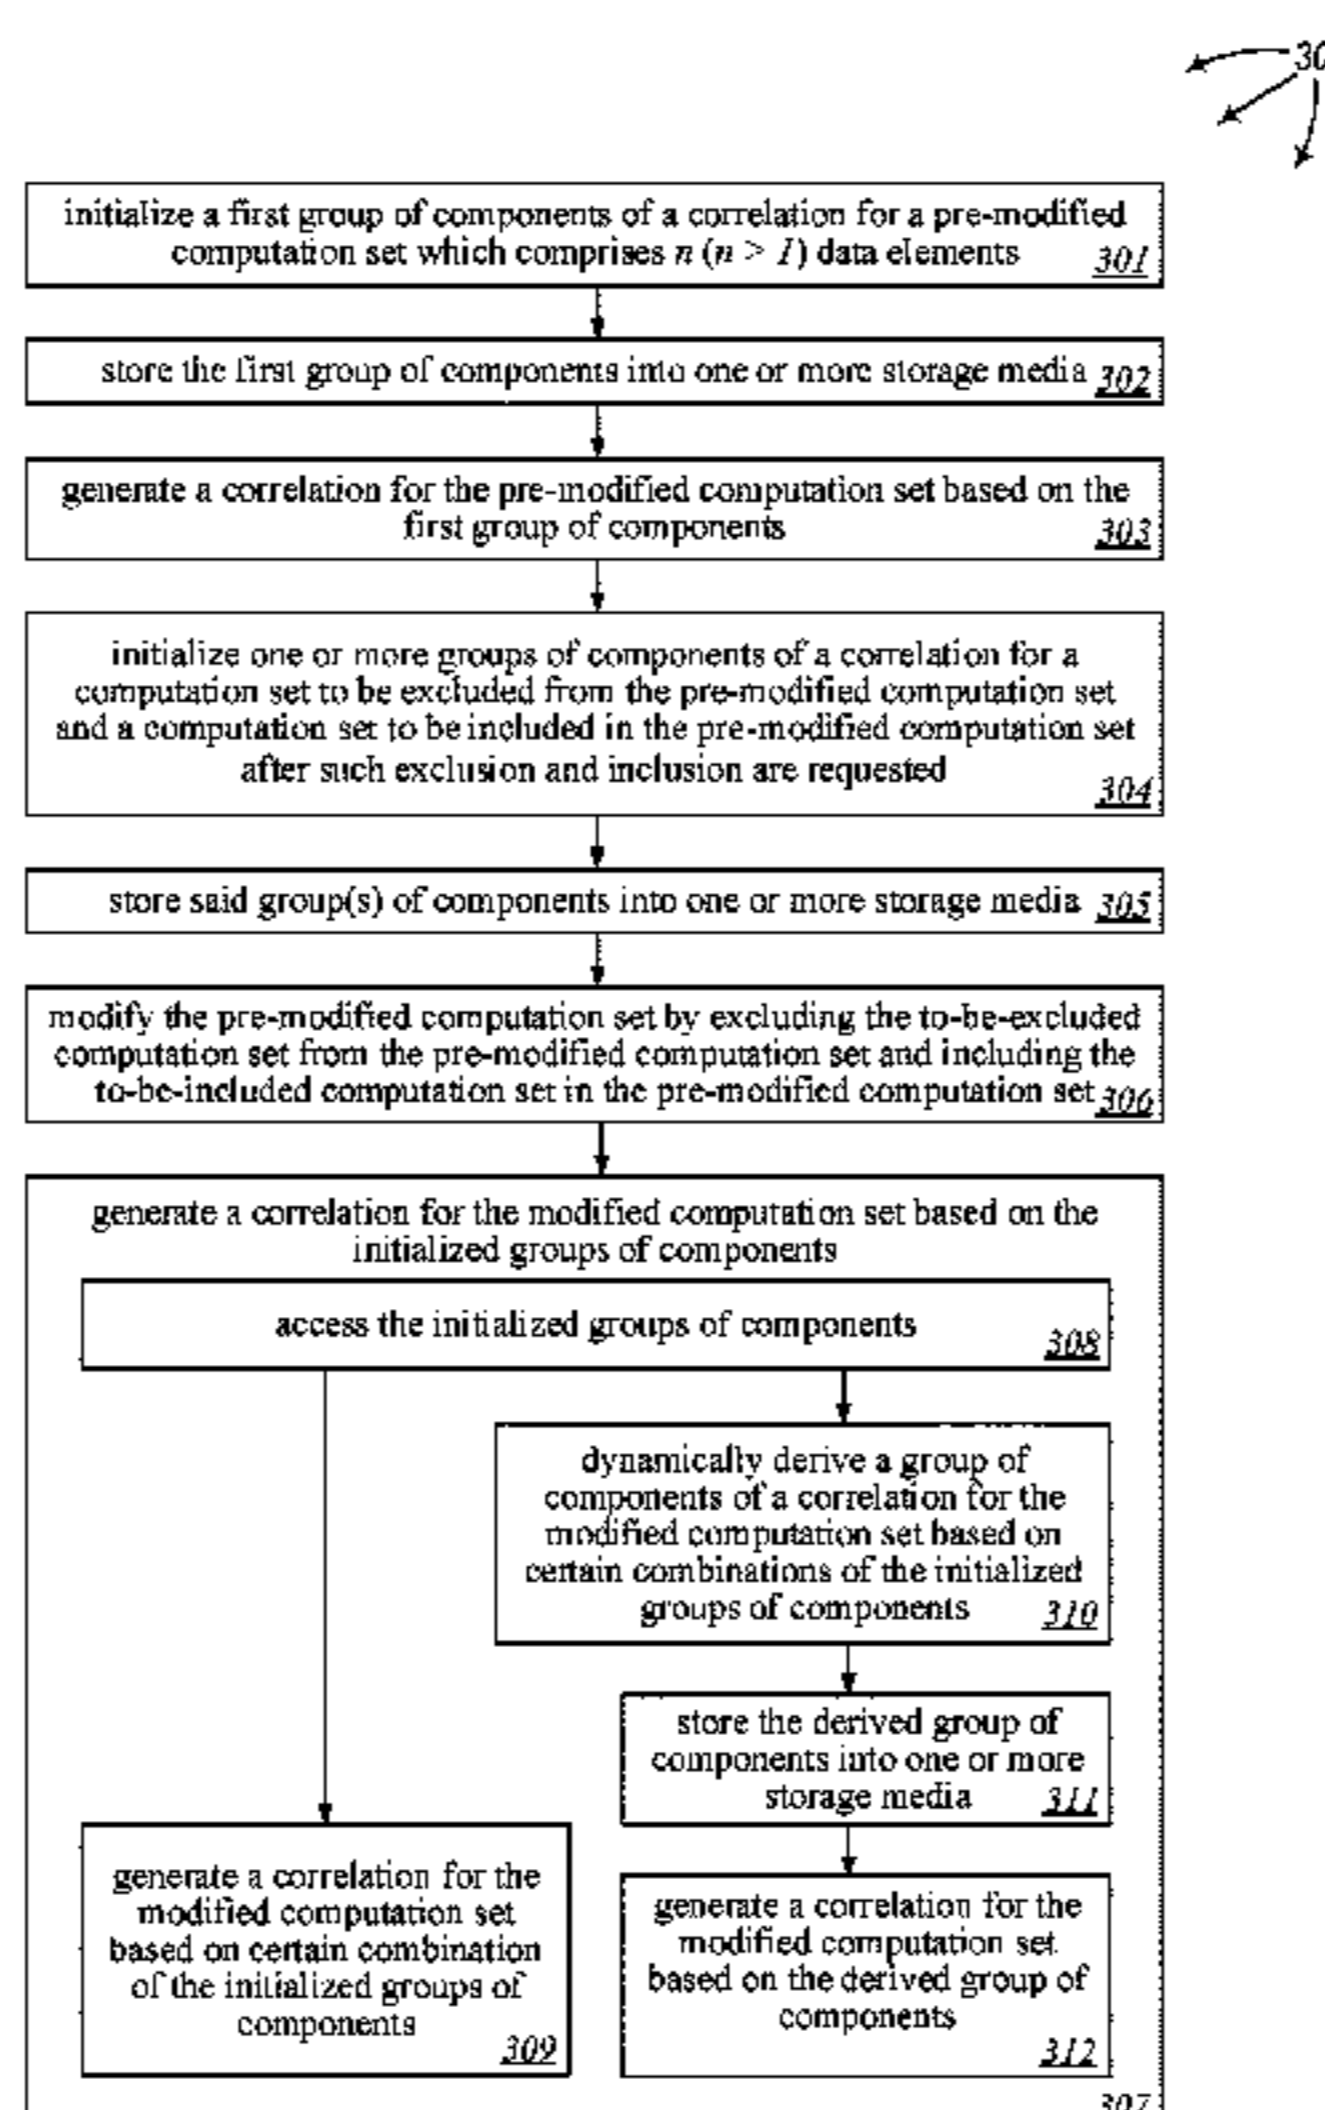 30
initialize a first group of components of a correlation for a pre-modified
computation set which comprises n (n > 1) data elements 301
store the first group of components into one or more storage media 302
generate a correlation for the pre-modified computation set based on the
first group of components 303
initialize one or more groups of components of a correlation for a
computation set to be excluded from the pre-modified computation set
and a computation set to be included in the pre-modified computation set
after such exclusion and inclusion are requested
304
store said group(s) of components into one or more storage media 305
modify the pre-modified computation set by excluding the to-be-excluded
computation set from the pre-modified computation set and including the
to-be-included computation set in the pre-modified computation set 306
generate a correlation for the modified computation set based on the
initialized groups of components
access the initialized groups of components 308
dynamically derive a group of
components of a correlation for the
modified computation set based on
certain combinations of the initialized
groups of components 310
store the derived group of
components into one or more
storage media 311
generate a correlation for the
modified computation set
based on certain combination
of the initialized groups of
components 309
generate a correlation for the
modified computation set
based on the derived group of
components
312
307